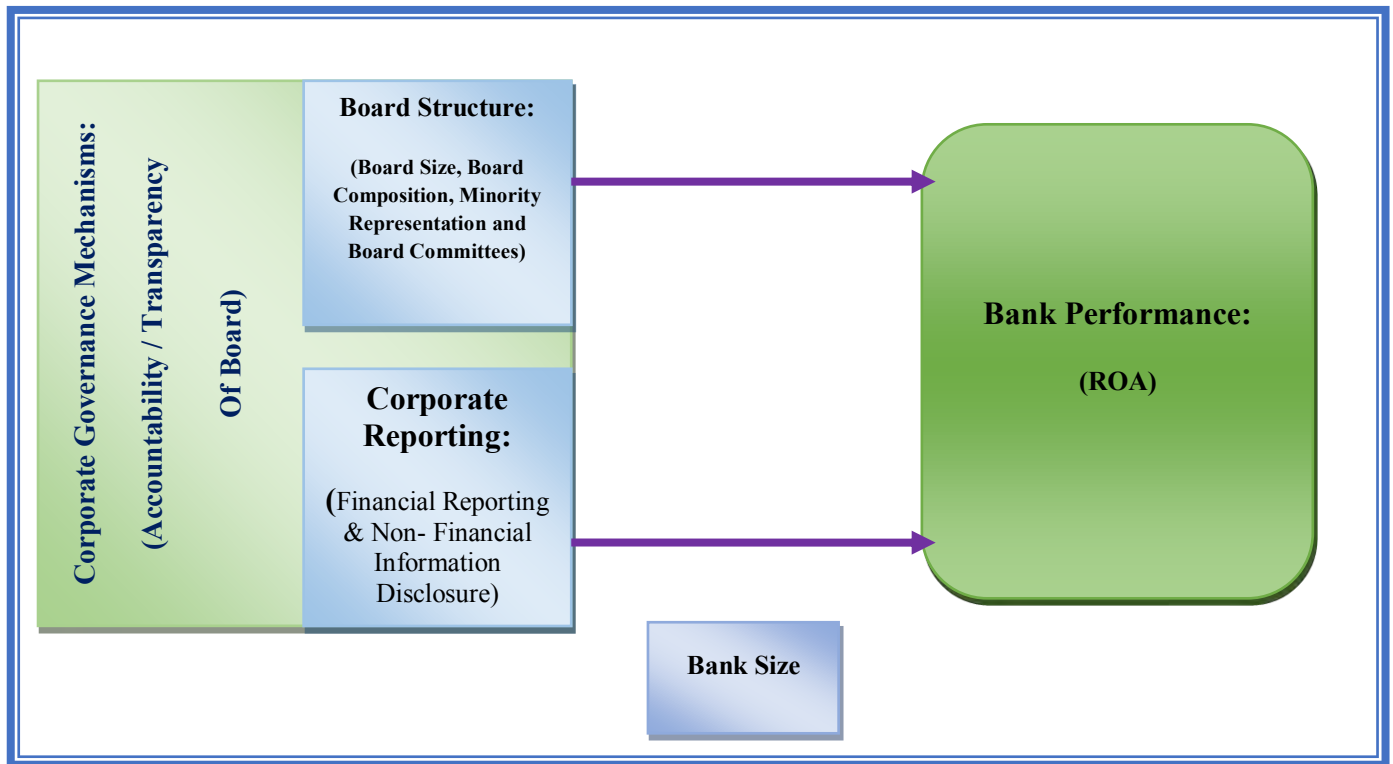 Corporate Governance Mechanisms:
(Accountability / Transparency
Of Board)
Board Structure:
(Board Size, Board
Composition, Minority
Representation and
Board Committees)
Corporate
Reporting:
(Financial Reporting
& Non- Financial
Information
Disclosure)
Bank Performance:
(ROA)
Bank Size